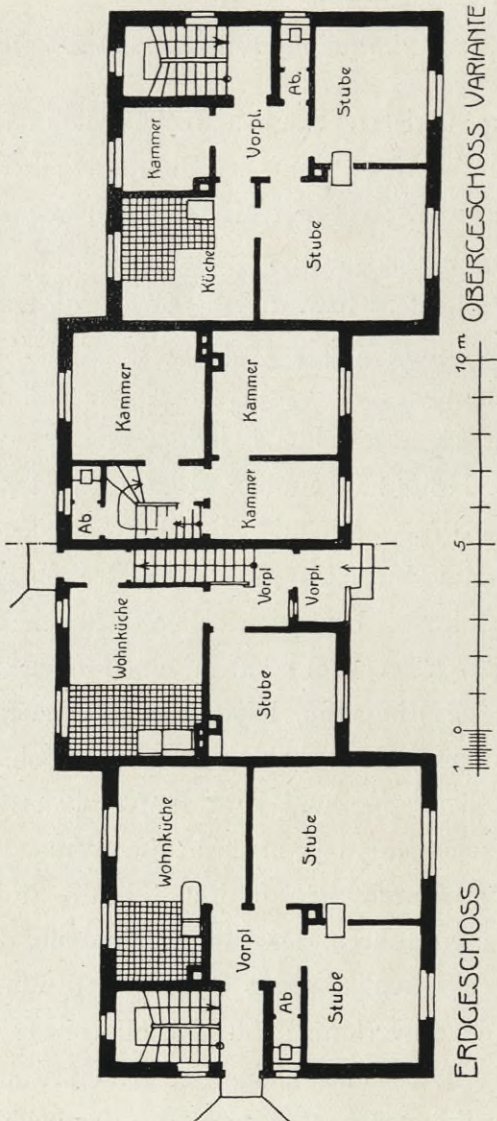 ERDGESCHOSS
OBERGESCHOSS VARIANTE
Wohnküche
Vorpl
Ab
Stube
Stube
Wohnküche
Stube
Vorpl
Vorpl.
Ab
Kammer
Kammer
Kammer
Küche
Kammer
Vorpl.
Ab.
Stube
Stube
1 0 5 10 m